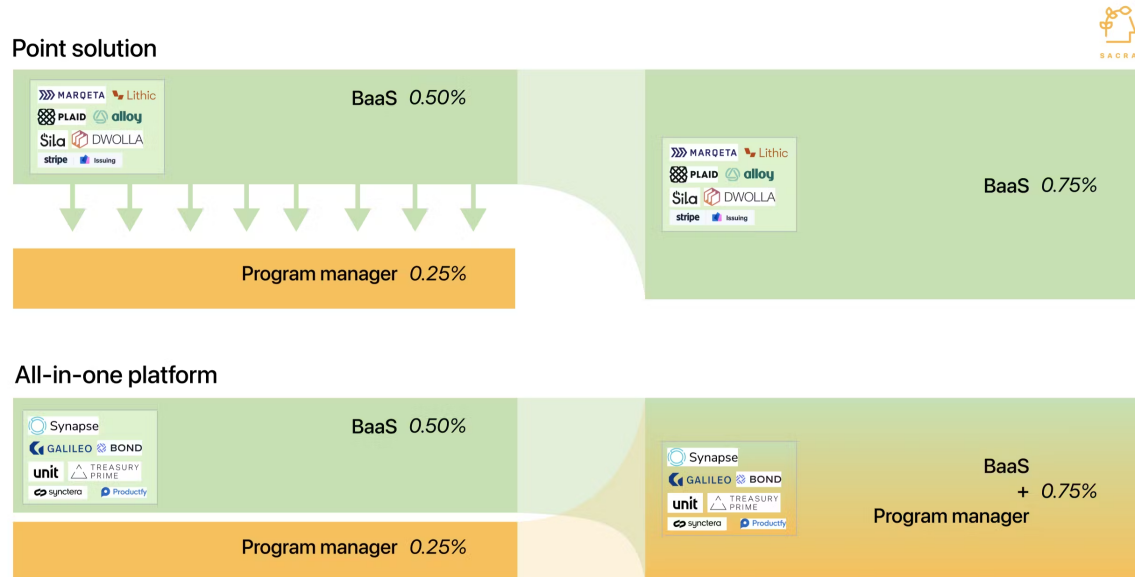 SACRA
Point solution
MARQETA Lithic
PLAID alloy
Sila DWOLLA
stripe Issuing
BaaS 0.50%
Program manager 0.25%
MARQETA Lithic
PLAID alloy
Sila DWOLLA
stripe Issuing
BaaS 0.75%
All-in-one platform
Synapse
GALILEO BOND
unit TREASURY PRIME
synctera Productfy
BaaS 0.50%
Program manager 0.25%
Synapse
GALILEO BOND
unit TREASURY PRIME
synctera Productfy
BaaS
+ 0.75%
Program manager